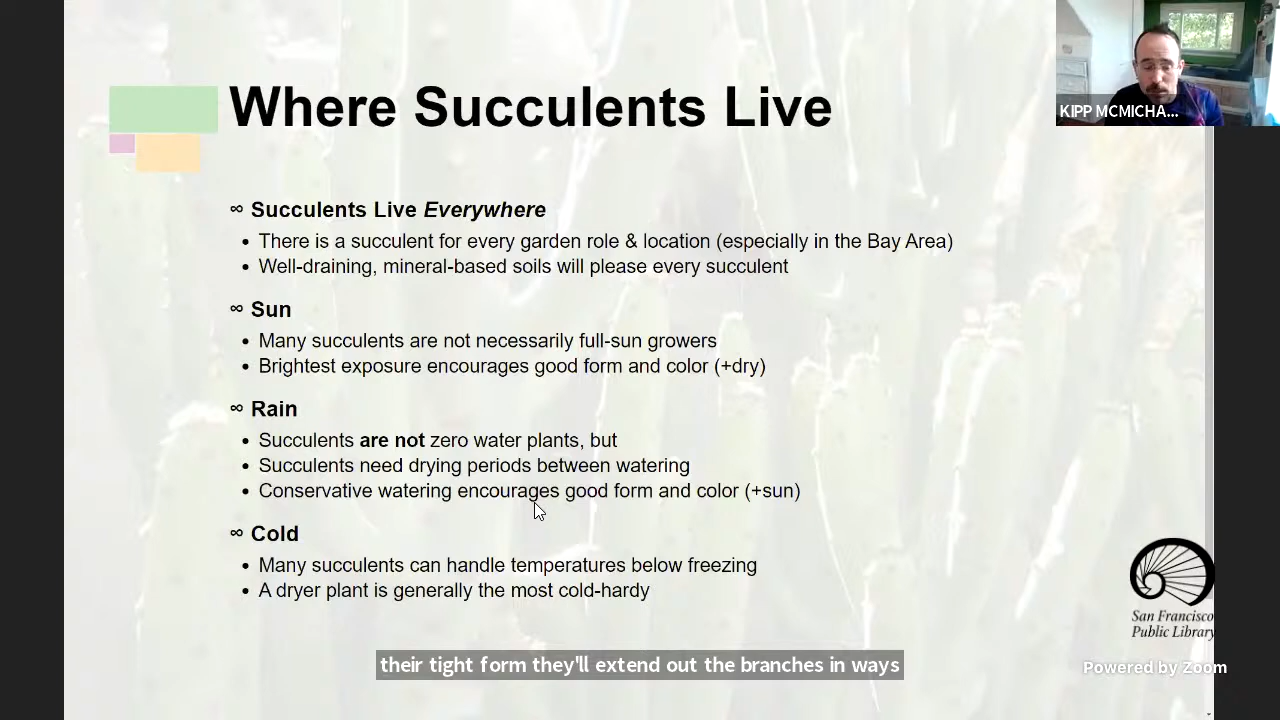 Where Succulents Live
KIPP MCMICHA...
∞ Succulents Live Everywhere
• There is a succulent for every garden role & location (especially in the Bay Area)
• Well-draining, mineral-based soils will please every succulent
∞ Sun
• Many succulents are not necessarily full-sun growers
• Brightest exposure encourages good form and color (+dry)
∞ Rain
• Succulents are not zero water plants, but
• Succulents need drying periods between watering
• Conservative watering encourages good form and color (+sun)
∞ Cold
• Many succulents can handle temperatures below freezing
• A dryer plant is generally the most cold-hardy
San Francisco
Public Library
their tight form they'll extend out the branches in ways
Powered by Zoom